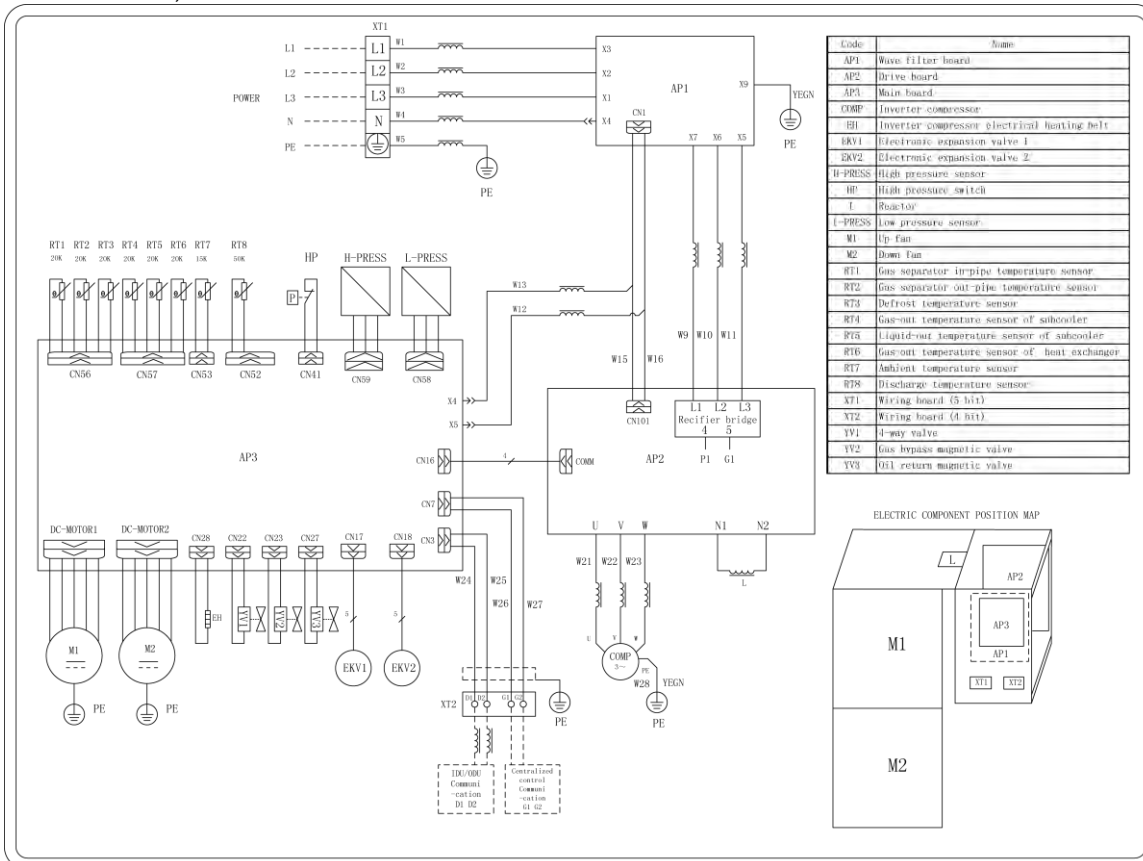 XT1
L1 L1 W1 X3
L2 L2 W2 X2 AP1 X9 YEGN
POWER L3 L3 W3 X1 CN1
N N W4 X4
PE W5 X7 X6 X5 PE
PE
RT1 RT2 RT3 RT4 RT5 RT6 RT7 RT8 HP H-PRESS L-PRESS
20K 20K 20K 20K 20K 20K 15K 50K
θ θ θ θ θ θ θ θ P
W13
W12
W9 W10 W11
W15 W16
CN56 CN57 CN53 CN52 CN41 CN59 CN58
X4
X5
CN101
L1 L2 L3
Recifier bridge
4 5
P1 G1
AP3
CN16 4 COMM AP2
CN7
CN3
U V W N1 N2
DC-MOTOR1 DC-MOTOR2 CN28 CN22 CN23 CN27 CN17 CN18
W24 W25
W26 W27
W21 W22 W23
L
EH YV1 YV2 YV3 5 5
M1 M2 EKV1 EKV2
U V W
COMP
3~
PE
W28 YEGN
PE PE
PE PE
XT2 D1 D2 G1 G2
IDU/ODU
Communi
-cation
D1 D2
Centralized
control
Communi
-cation
G1 G2
Code Name
AP1 Wave filter board
AP2 Drive board
AP3 Main board
COMP Inverter compressor
EH Inverter compressor electrical heating belt
EKV1 Electronic expansion valve 1
EKV2 Electronic expansion valve 2
H-PRESS High pressure sensor
HP High pressure switch
L Reactor
L-PRESS Low pressure sensor
M1 Up fan
M2 Down fan
RT1 Gas separator in-pipe temperature sensor
RT2 Gas separator out-pipe temperature sensor
RT3 Defrost temperature sensor
RT4 Gas-out temperature sensor of subcooler
RT5 Liquid-out temperature sensor of subcooler
RT6 Gas-out temperature sensor of heat exchanger
RT7 Ambient temperature sensor
RT8 Discharge temperature sensor
XT1 Wiring board (5 bit)
XT2 Wiring board (4 bit)
YV1 4-way valve
YV2 Gas bypass magnetic valve
YV3 Oil return magnetic valve
ELECTRIC COMPONENT POSITION MAP
L
AP2
M1 AP3
AP1
XT1 XT2
M2